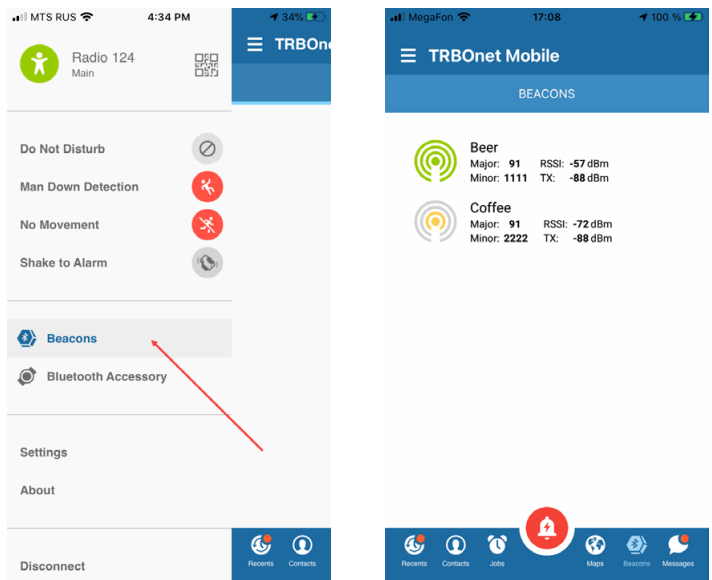 MTS RUS 4:34 PM 34%
TRBOn
Radio 124
Main
Do Not Disturb
Man Down Detection
No Movement
Shake to Alarm
Beacons
Bluetooth Accessory
Settings
About
Disconnect
Recents Contacts
MegaFon 17:08 100 %
TRBOnet Mobile
BEACONS
Beer
Major: 91 RSSI: -57 dBm
Minor: 1111 TX: -88 dBm
Coffee
Major: 91 RSSI: -72 dBm
Minor: 2222 TX: -88 dBm
Recents Contacts Jobs Maps Beacons Messages